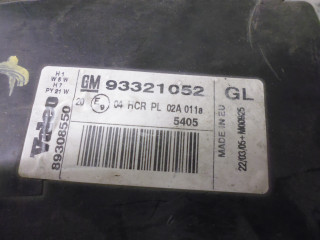 H1
W5W
H7
PY21W
GM 93321052
GL
20 E9 04 HCR PL 02A 011a
5405
Valeo
89308550
MADE IN EU
22/03/05